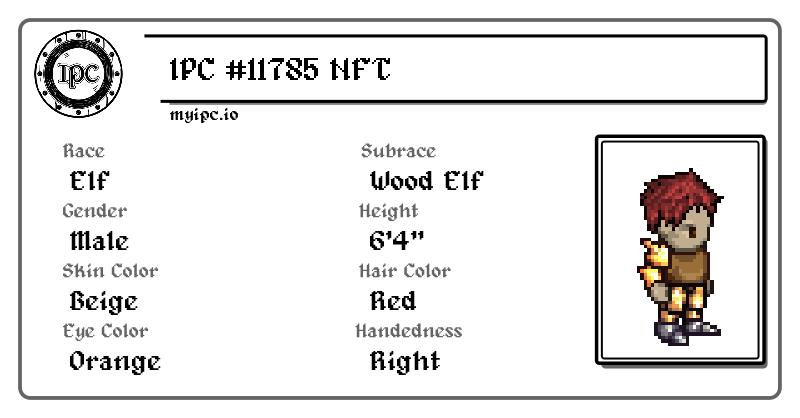 IPC
IPC #11785 NFT
myipc.io
Race
Elf
Subrace
Wood Elf
Gender
Male
Height
6'4"
Skin Color
Beige
Hair Color
Red
Eye Color
Orange
Handedness
Right